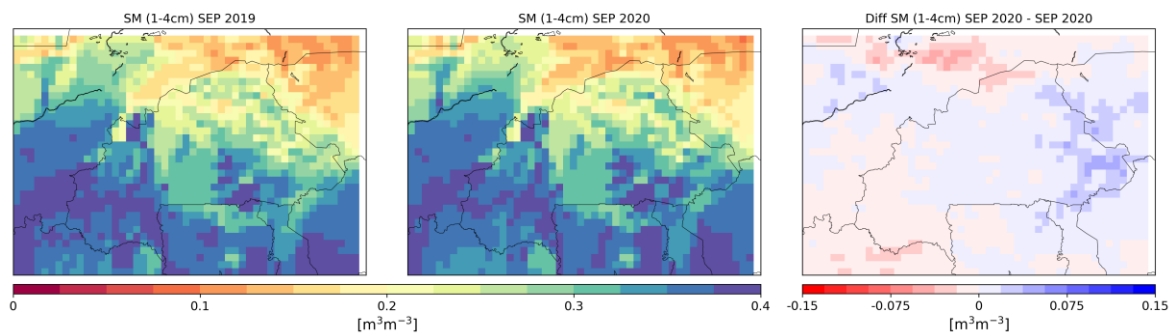 SM (1-4cm) SEP 2019
SM (1-4cm) SEP 2020
Diff SM (1-4cm) SEP 2020 - SEP 2020
0 0.1 0.2 0.3 0.4
[m³m⁻³]
-0.15 -0.075 0 0.075 0.15
[m³m⁻³]